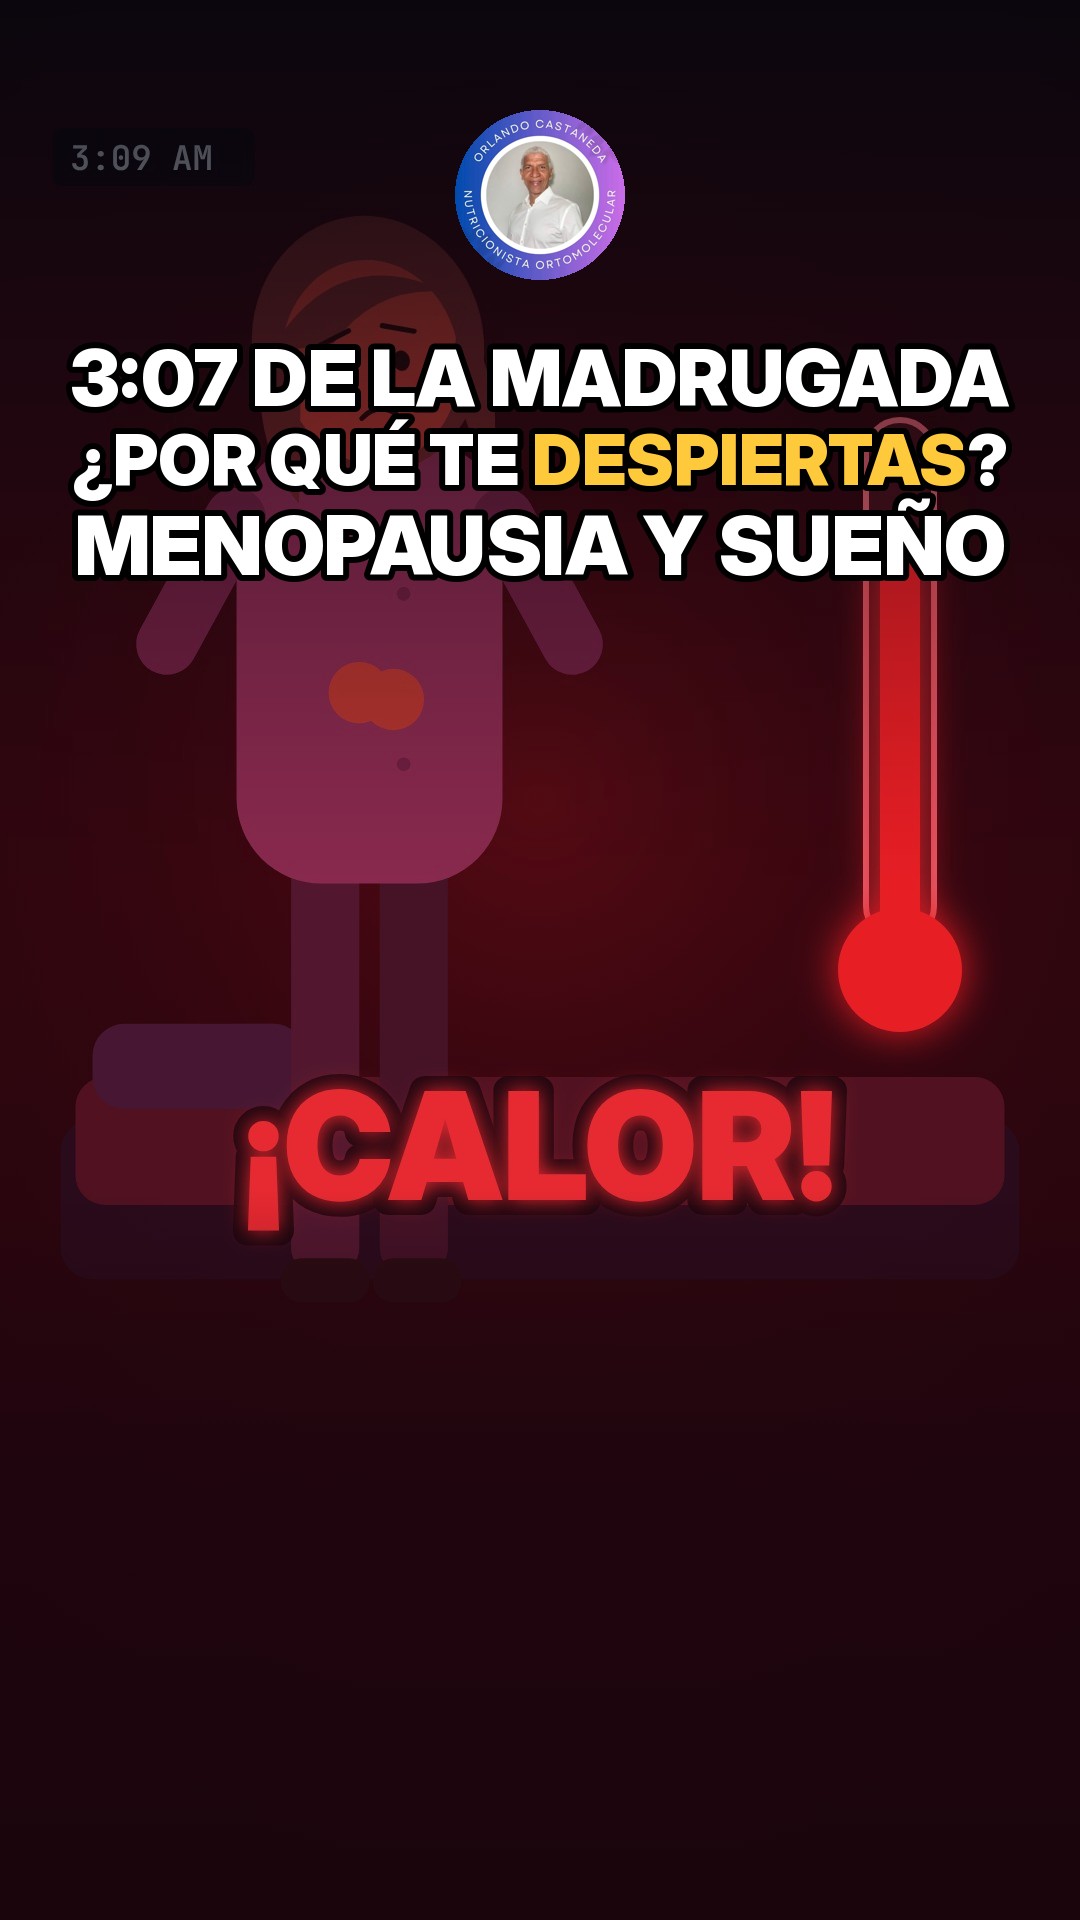 3:09 AM
ORLANDO CASTANEDA
NUTRICIONISTA ORTOMOLECULAR
3:07 DE LA MADRUGADA
¿POR QUÉ TE DESPIERTAS?
MENOPAUSIA Y SUEÑO
¡CALOR!